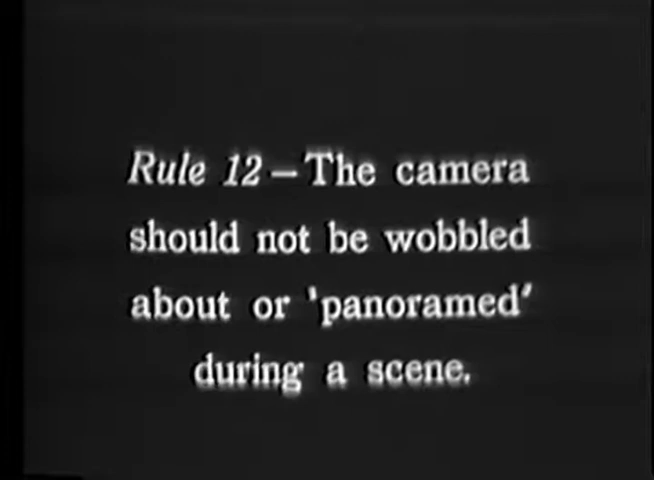 Rule 12—The camera
should not be wobbled
about or 'panoramed'
during a scene.